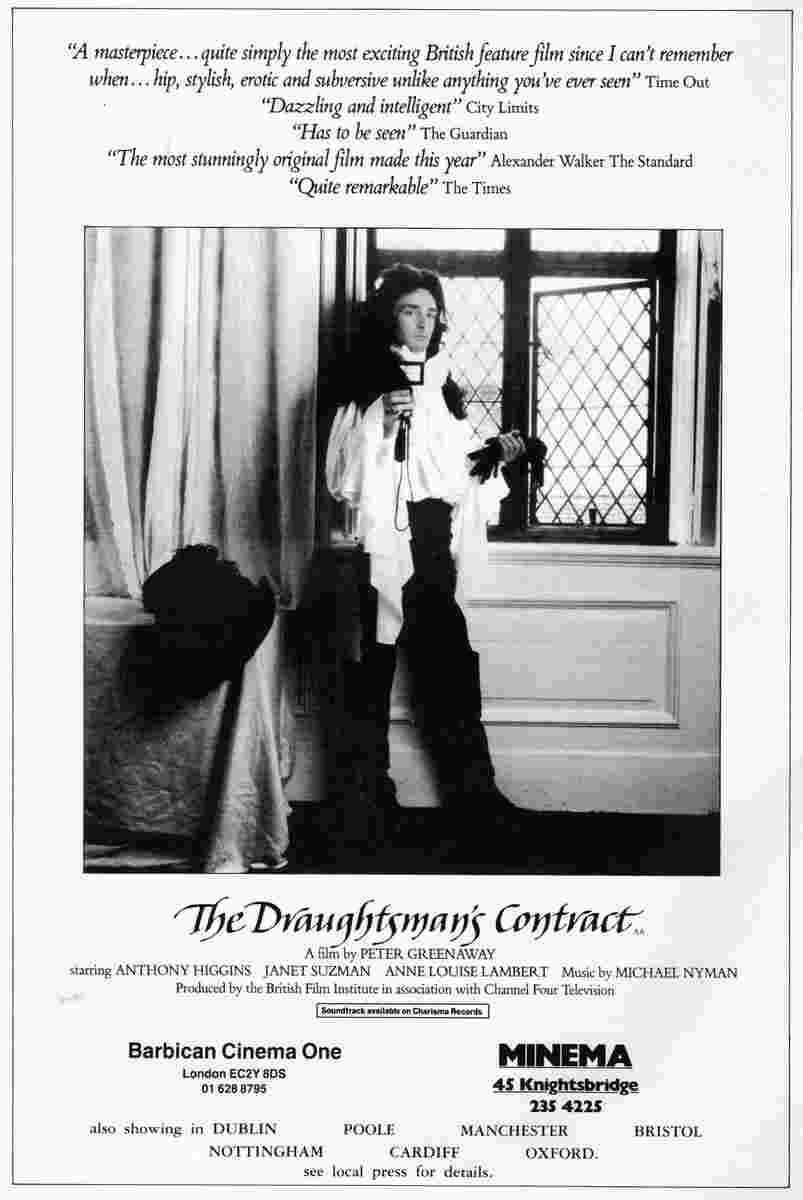 “A masterpiece...quite simply the most exciting British feature film since I can’t remember
when...hip, stylish, erotic and subversive unlike anything you’ve ever seen” Time Out
“Dazzling and intelligent” City Limits
“Has to be seen” The Guardian
“The most stunningly original film made this year” Alexander Walker The Standard
“Quite remarkable” The Times
The Draughtsman’s Contract AA
A film by PETER GREENAWAY
starring ANTHONY HIGGINS JANET SUZMAN ANNE LOUISE LAMBERT Music by MICHAEL NYMAN
Produced by the British Film Institute in association with Channel Four Television
Soundtrack available on Charisma Records
Barbican Cinema One
London EC2Y 8DS
01 628 8795
MINEMA
45 Knightsbridge
235 4225
also showing in DUBLIN POOLE MANCHESTER BRISTOL
NOTTINGHAM CARDIFF OXFORD.
see local press for details.